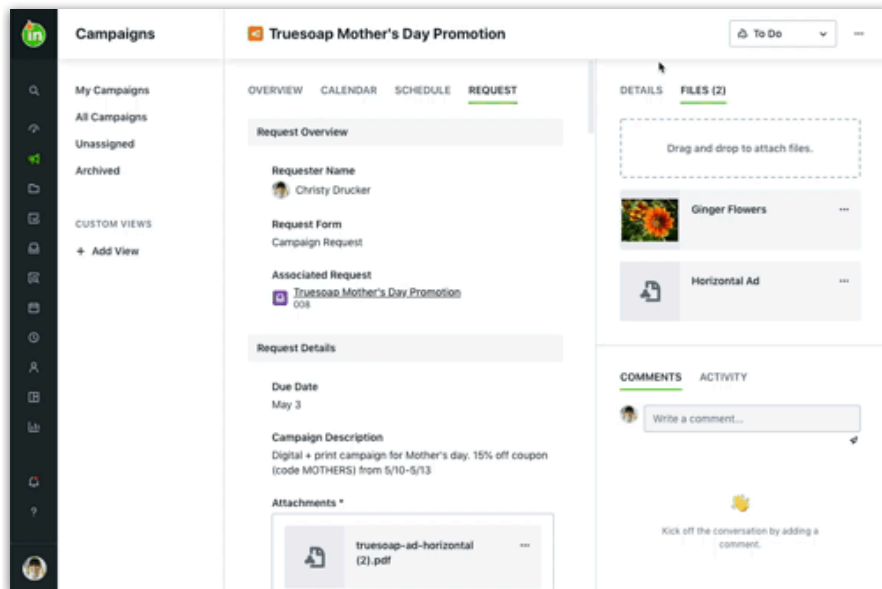 in
Campaigns
My Campaigns
All Campaigns
Unassigned
Archived
CUSTOM VIEWS
+ Add View
Truesoap Mother's Day Promotion
To Do
OVERVIEW CALENDAR SCHEDULE REQUEST
Request Overview
Requester Name
Christy Drucker
Request Form
Campaign Request
Associated Request
Truesoap Mother's Day Promotion
008
Request Details
Due Date
May 3
Campaign Description
Digital + print campaign for Mother's day. 15% off coupon
(code MOTHERS) from 5/10-5/13
Attachments *
truesoap-ad-horizontal
(2).pdf
DETAILS FILES (2)
Drag and drop to attach files.
Ginger Flowers
Horizontal Ad
COMMENTS ACTIVITY
Write a comment...
Kick off the conversation by adding a
comment.